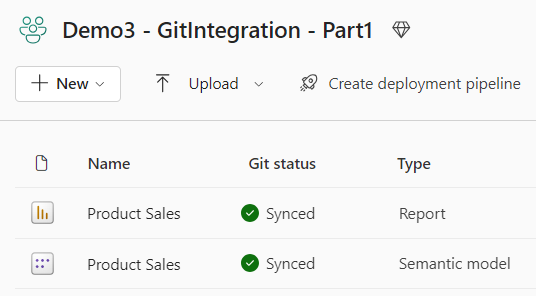 Demo3 - GitIntegration - Part1
New Upload Create deployment pipeline
Name Git status Type
Product Sales Synced Report
Product Sales Synced Semantic model